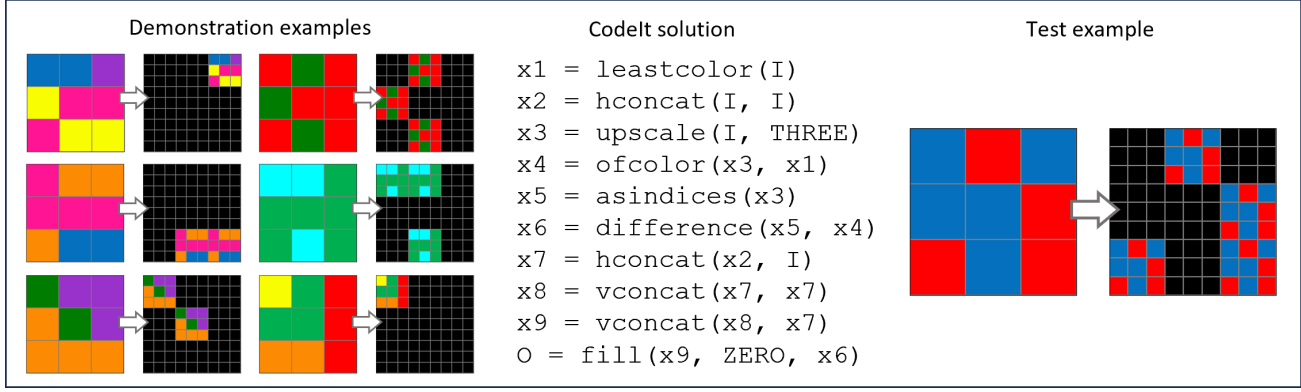 Demonstration examples
CodeIt solution
Test example
x1 = leastcolor(I)
x2 = hconcat(I, I)
x3 = upscale(I, THREE)
x4 = ofcolor(x3, x1)
x5 = asindices(x3)
x6 = difference(x5, x4)
x7 = hconcat(x2, I)
x8 = vconcat(x7, x7)
x9 = vconcat(x8, x7)
O = fill(x9, ZERO, x6)